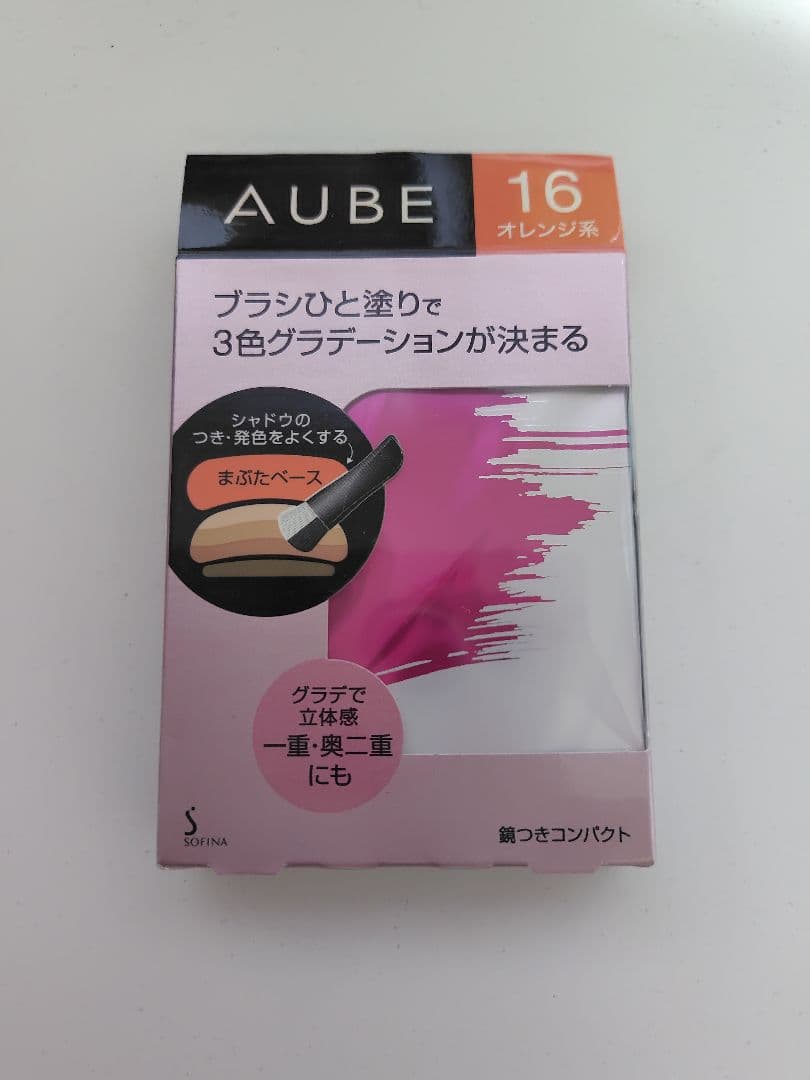 AUBE
16
オレンジ系
ブラシひと塗りで
3色グラデーションが決まる
シャドウの
つき・発色をよくする
まぶたベース
グラデで
立体感
一重・奥二重
にも
SOFINA
鏡つきコンパクト